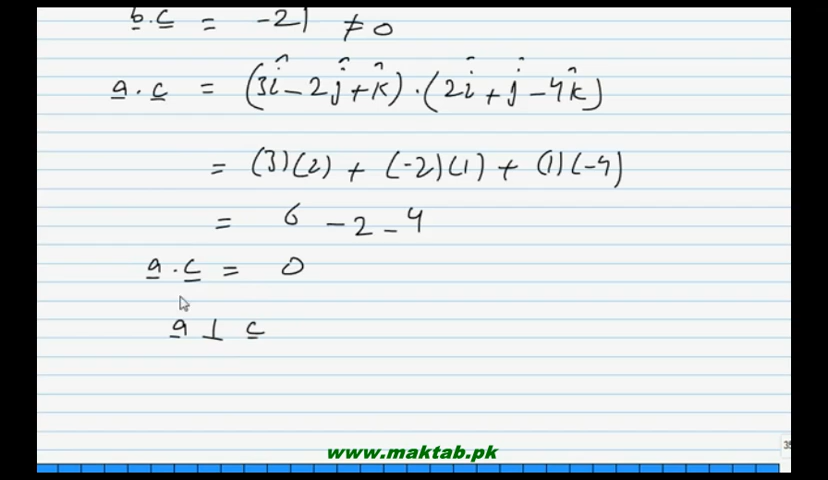 b.c = -21 ≠ 0
a.c = (3î - 2ĵ + k̂).(2î + ĵ - 4k̂)
= (3)(2) + (-2)(1) + (1)(-4)
= 6 - 2 - 4
a.c = 0
a ⊥ c
www.maktab.pk